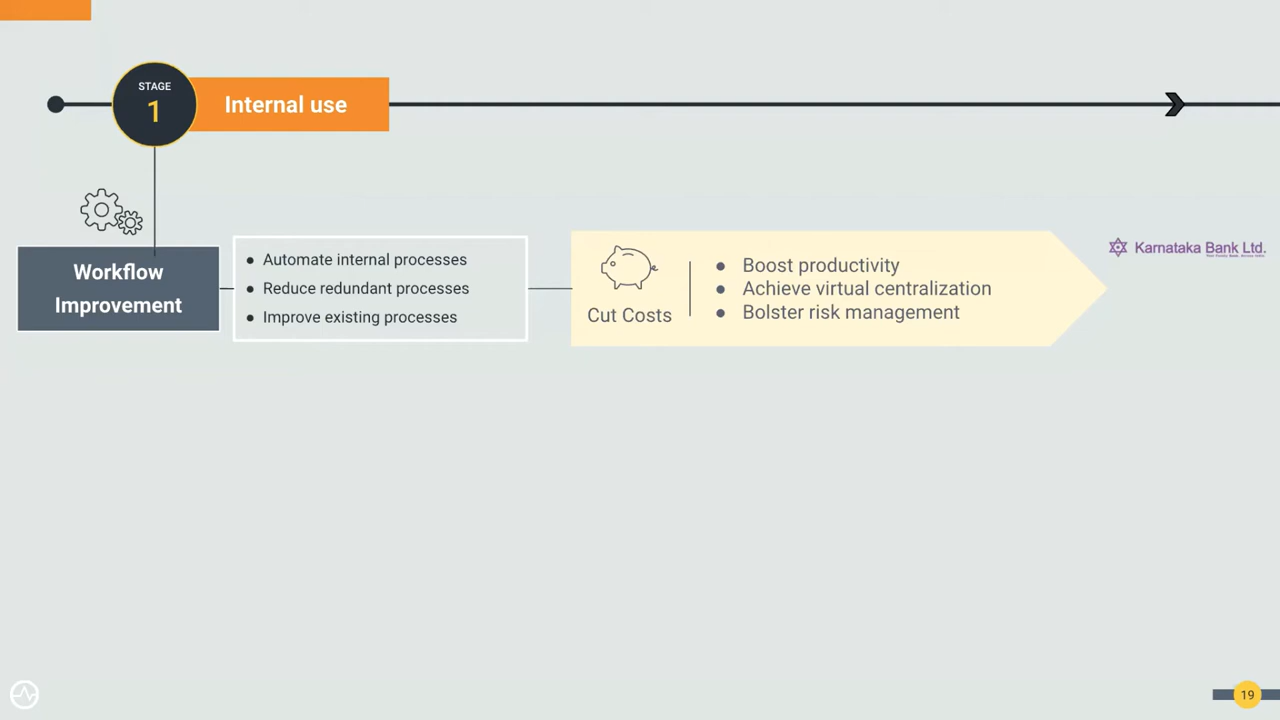 STAGE
1
Internal use
Workflow
Improvement
● Automate internal processes
● Reduce redundant processes
● Improve existing processes
Cut Costs
● Boost productivity
● Achieve virtual centralization
● Bolster risk management
Karnataka Bank Ltd.
19